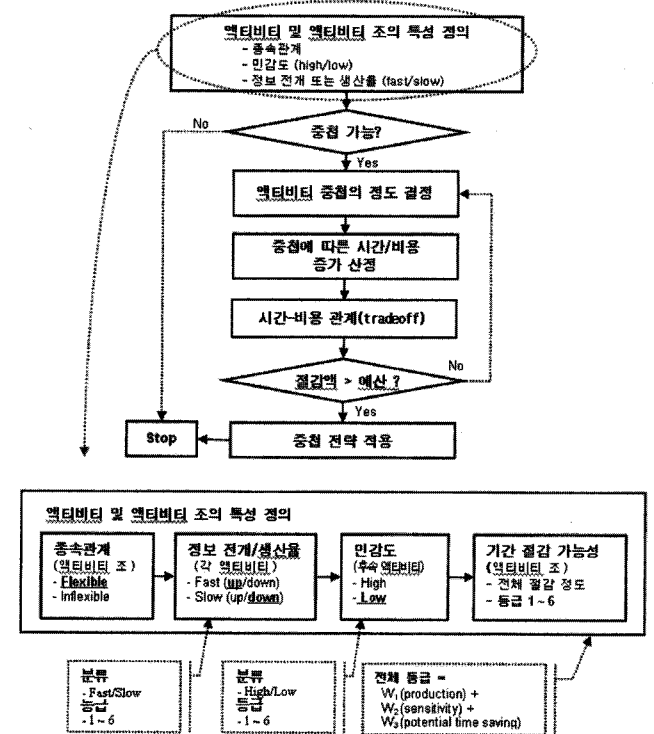 액티비티 및 액티비티 조의 특성 정의
- 종속관계
- 민감도 (high/low)
- 정보 전개 또는 생산율 (fast/slow)
No
중첩 가능?
Yes
액티비티 중첩의 정도 결정
중첩에 따른 시간/비용
증가 산정
시간-비용 관계(tradeoff)
No
절감액 > 예산 ?
Yes
Stop
중첩 전략 적용
액티비티 및 액티비티 조의 특성 정의
종속관계
(액티비티 조)
- Flexible
- Inflexible
정보 전개/생산율
(각 액티비티)
- Fast (up/down)
- Slow (up/down)
민감도
(후속 액티비티)
- High
- Low
기간 절감 가능성
(액티비티 조)
- 전체 절감 정도
- 등급 1~6
분류
- Fast/Slow
등급
- 1~6
분류
- High/Low
등급
- 1~6
전체 등급 =
W₁(production) +
W₂(sensitivity) +
W₃(potential time saving)